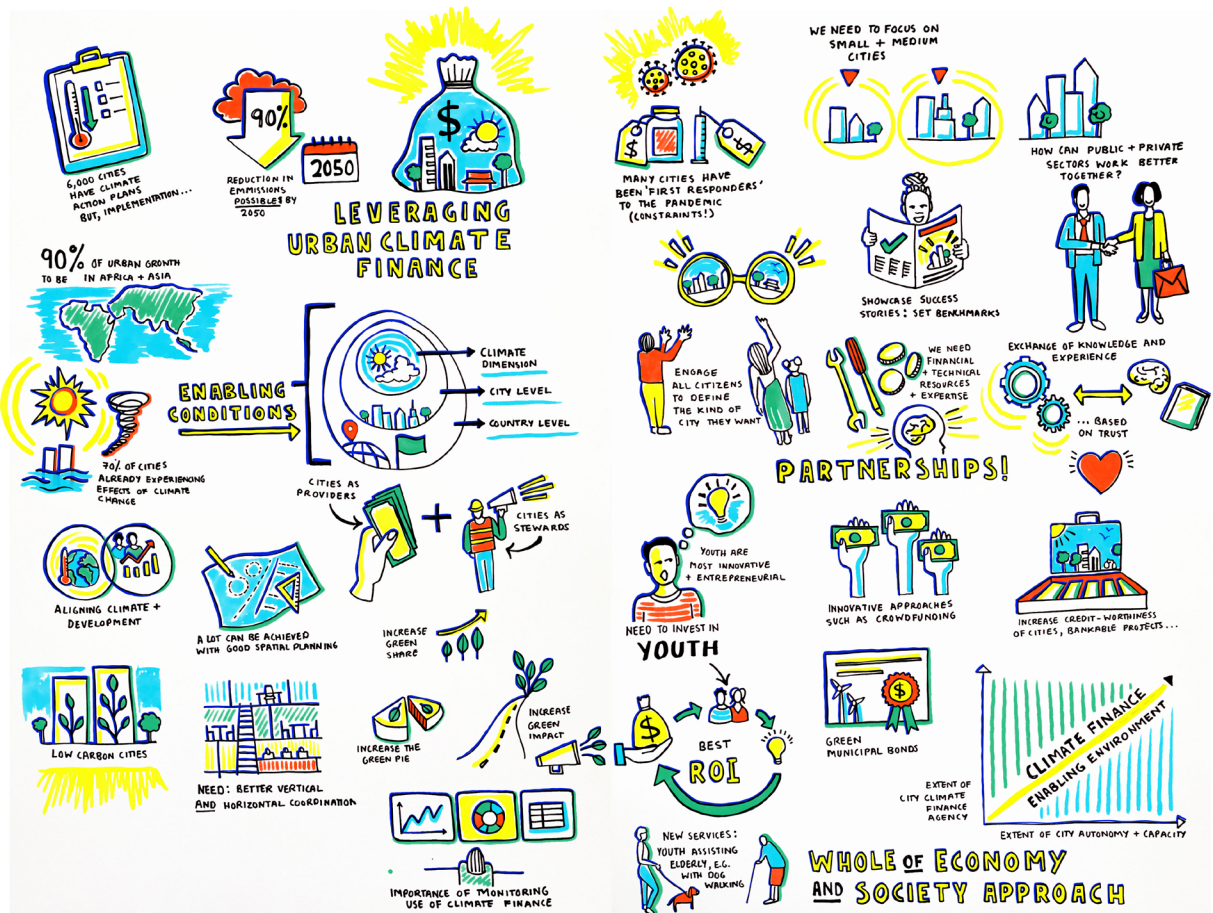 6,000 CITIES
HAVE CLIMATE
ACTION PLANS
BUT, IMPLEMENTATION...
90%
2050
REDUCTION IN
EMMISSIONS
POSSIBLE BY
2050
$
LEVERAGING
URBAN CLIMATE
FINANCE
90% OF URBAN GROWTH
TO BE IN AFRICA + ASIA
70% OF CITIES
ALREADY EXPERIENCING
EFFECTS OF CLIMATE
CHANGE
ENABLING
CONDITIONS
CLIMATE
DIMENSION
CITY LEVEL
COUNTRY LEVEL
CITIES AS
PROVIDERS
+
CITIES AS
STEWARDS
ALIGNING CLIMATE +
DEVELOPMENT
A LOT CAN BE ACHIEVED
WITH GOOD SPATIAL PLANNING
INCREASE
GREEN
SHARE
LOW CARBON CITIES
NEED: BETTER VERTICAL
AND HORIZONTAL COORDINATION
INCREASE THE
GREEN PIE
INCREASE
GREEN
IMPACT
IMPORTANCE OF MONITORING
USE OF CLIMATE FINANCE
$
$
MANY CITIES HAVE
BEEN 'FIRST RESPONDERS'
TO THE PANDEMIC
(CONSTRAINTS!)
WE NEED TO FOCUS ON
SMALL + MEDIUM
CITIES
HOW CAN PUBLIC + PRIVATE
SECTORS WORK BETTER
TOGETHER?
SHOWCASE SUCCESS
STORIES: SET BENCHMARKS
ENGAGE
ALL CITIZENS
TO DEFINE
THE KIND OF
CITY THEY WANT
WE NEED
FINANCIAL
+ TECHNICAL
RESOURCES
+ EXPERTISE
EXCHANGE OF KNOWLEDGE AND
EXPERIENCE
... BASED
ON TRUST
PARTNERSHIPS!
YOUTH ARE
MOST INNOVATIVE
+ ENTREPRENEURIAL
NEED TO INVEST IN
YOUTH
INNOVATIVE APPROACHES
SUCH AS CROWDFUNDING
INCREASE CREDIT-WORTHINESS
OF CITIES, BANKABLE PROJECTS...
$
BEST
ROI
$
GREEN
MUNICIPAL BONDS
CLIMATE FINANCE
ENABLING ENVIRONMENT
EXTENT OF
CITY CLIMATE
FINANCE
AGENCY
EXTENT OF CITY AUTONOMY + CAPACITY
NEW SERVICES:
YOUTH ASSISTING
ELDERLY, E.G.
WITH DOG
WALKING
WHOLE OF ECONOMY
AND SOCIETY APPROACH